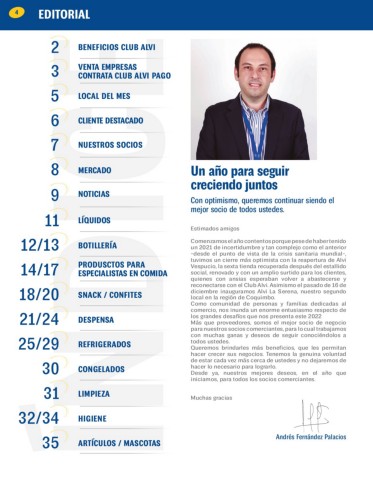 4
EDITORIAL
2 BENEFICIOS CLUB ALVI
3 VENTA EMPRESAS
CONTRATA CLUB ALVI PAGO
5 LOCAL DEL MES
6 CLIENTE DESTACADO
7 NUESTROS SOCIOS
8 MERCADO
9 NOTICIAS
11 LÍQUIDOS
12/13 BOTILLERÍA
14/17 PRODUCTOS PARA
ESPECIALISTAS EN COMIDA
18/20 SNACK / CONFITES
21/24 DESPENSA
25/29 REFRIGERADOS
30 CONGELADOS
31 LIMPIEZA
32/34 HIGIENE
35 ARTÍCULOS / MASCOTAS
Un año para seguir
creciendo juntos
Con optimismo, queremos continuar siendo el
mejor socio de todos ustedes.
Estimados amigos
Comenzamos el año contentos porque pese de haber tenido
un 2021 de incertidumbre y tan complejo como el anterior
-desde el punto de vista de la crisis sanitaria mundial-,
tuvimos un cierre más optimista con la reapertura de Alvi
Vespucio, la sexta tienda recuperada después del estallido
social, renovado y con un amplio surtido para los clientes,
quienes con ansias esperaban volver a abastecerse y
reconectarse con el Club Alvi. Asimismo el pasado de 16 de
diciembre inauguramos Alvi La Serena, nuestro segundo
local en la región de Coquimbo.
Como comunidad de personas y familias dedicadas al
comercio, nos inunda un enorme entusiasmo respecto de
los grandes desafíos que nos presenta este 2022
Más que proveedores, somos el mejor socio de negocio
para nuestros socios comerciantes, para lo cual trabajamos
con muchas ganas y deseos de seguir conociéndolos a
todos ustedes.
Queremos brindarles más beneficios, que les permitan
hacer crecer sus negocios. Tenemos la genuina voluntad
de estar cada vez más cerca de ustedes y no dejaremos de
hacer lo necesario para lograrlo.
Desde ya, nuestros mejores deseos, en el año que
iniciamos, para todos los socios comerciantes.
Muchas gracias
Andrés Fernández Palacios